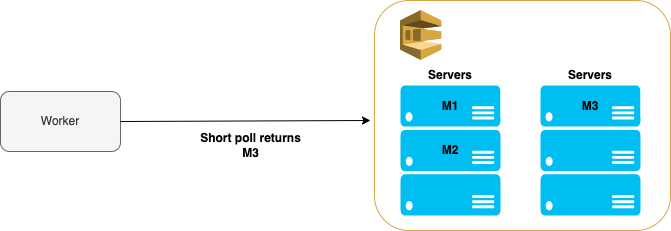 Servers
Servers
M1
M3
Worker
Short poll returns
M3
M2